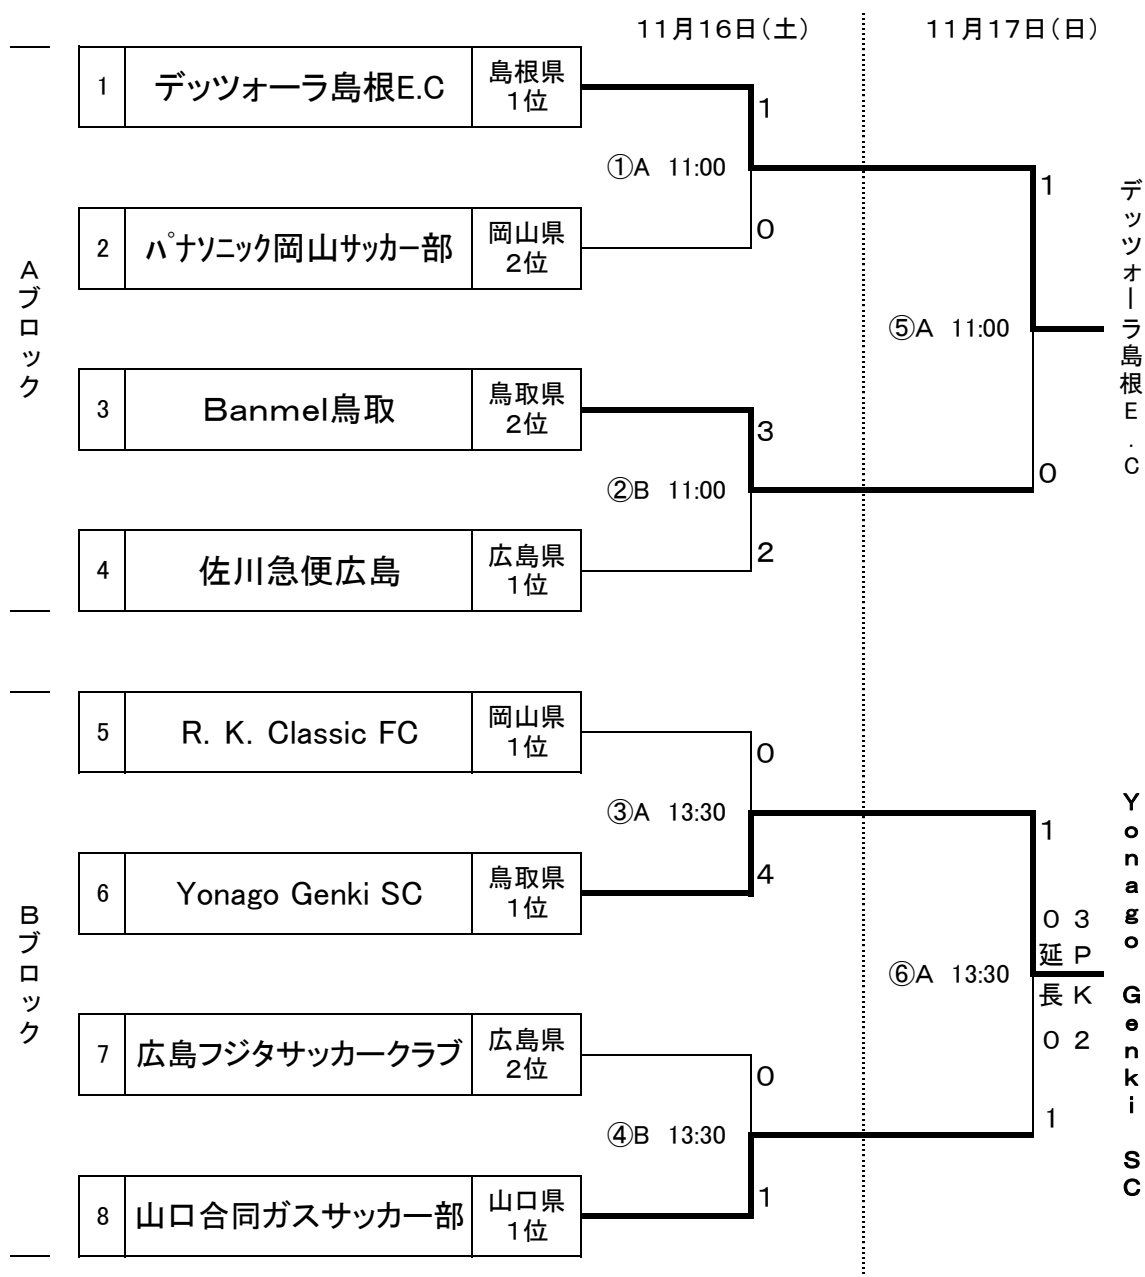 11月16日(土)
11月17日(日)
Aブロック
1 デッツォーラ島根E.C 島根県
1位
1
①A 11:00
1
2 パナソニック岡山サッカー部 岡山県
2位
0
デッツォーラ島根E.C
⑤A 11:00
3 Banmel鳥取 鳥取県
2位
3
②B 11:00
0
4 佐川急便広島 広島県
1位
2
Bブロック
5 R. K. Classic FC 岡山県
1位
0
③A 13:30
1
6 Yonago Genki SC 鳥取県
1位
4
0 3
延 P
⑥A 13:30
長 K
0 2
Yonago Genki SC
7 広島フジタサッカークラブ 広島県
2位
0
④B 13:30
1
8 山口合同ガスサッカー部 山口県
1位
1